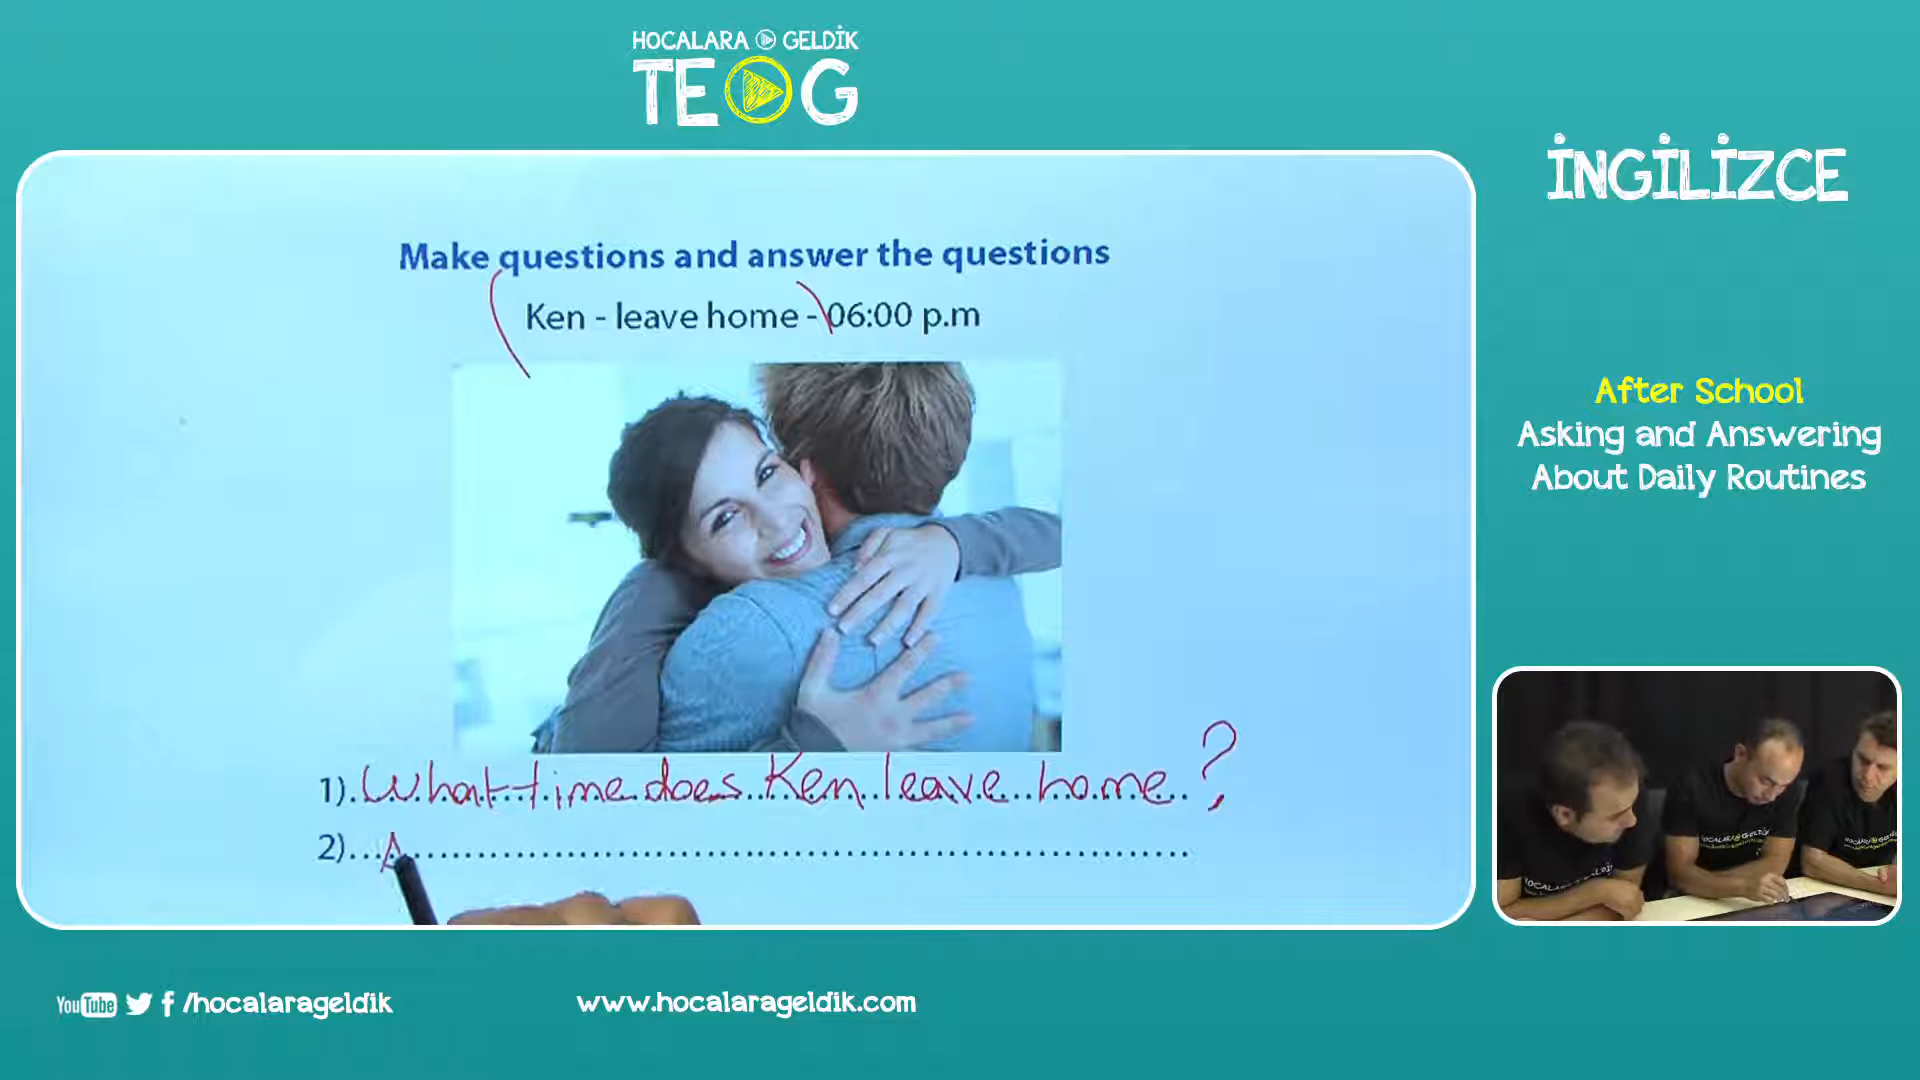 HOCALARA GELDİK
TEOG
İNGİLİZCE
Make questions and answer the questions
Ken - leave home - 06:00 p.m
After School
Asking and Answering
About Daily Routines
1) What time does Ken leave home ?
2) A
YouTube /hocalarageldik
www.hocalarageldik.com